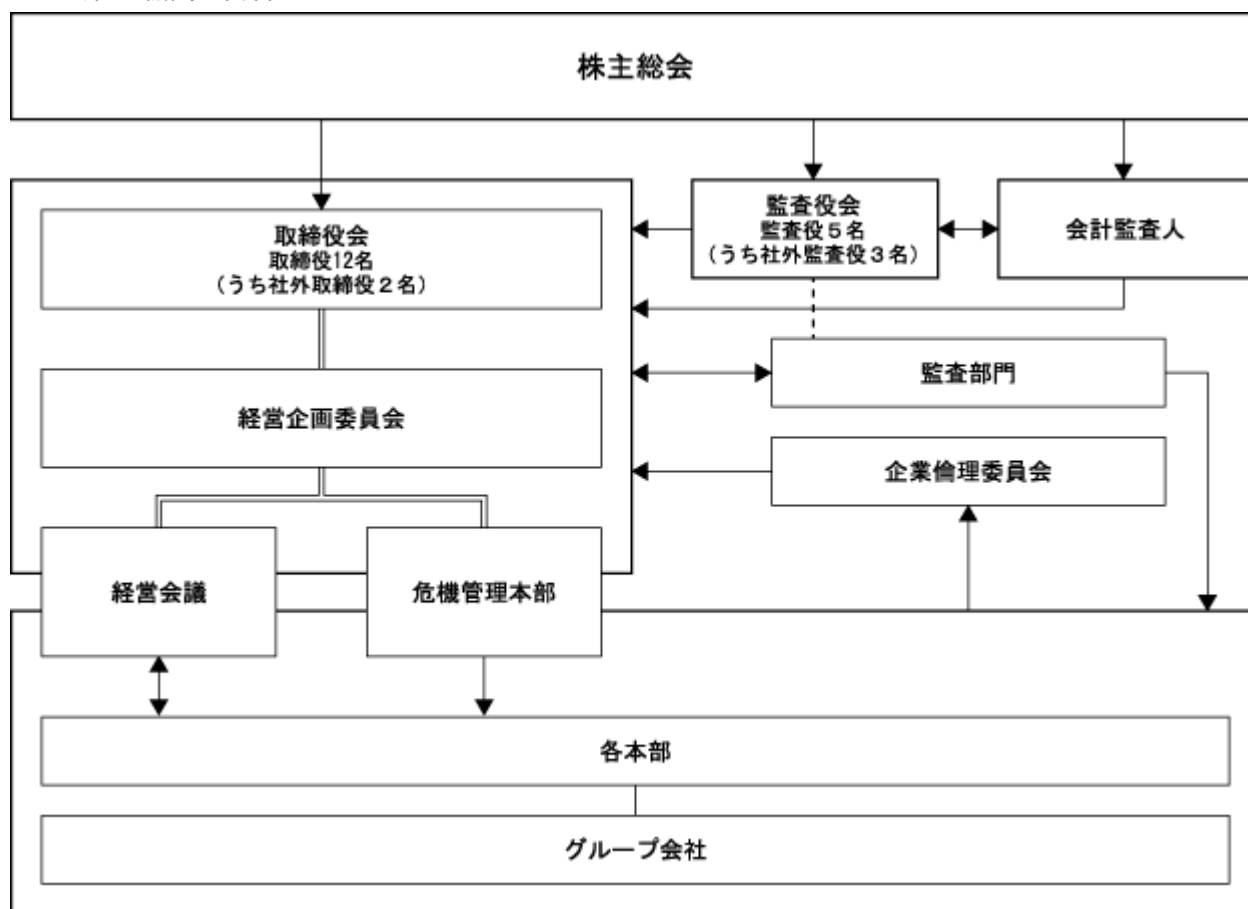 株主総会
取締役会
取締役12名
（うち社外取締役２名）
監査役会
監査役５名
（うち社外監査役３名）
会計監査人
経営企画委員会
監査部門
企業倫理委員会
経営会議
危機管理本部
各本部
グループ会社